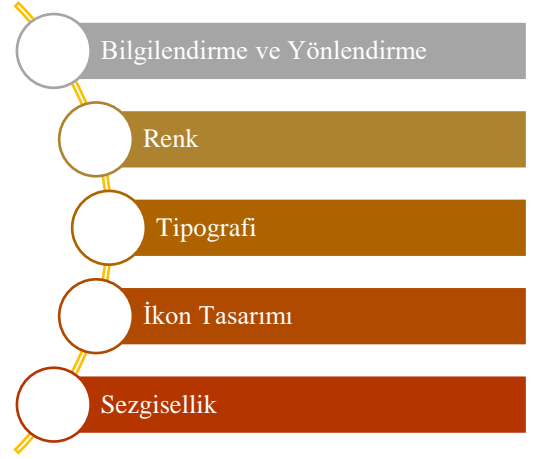 Bilgilendirme ve Yönlendirme
Renk
Tipografi
İkon Tasarımı
Sezgisellik